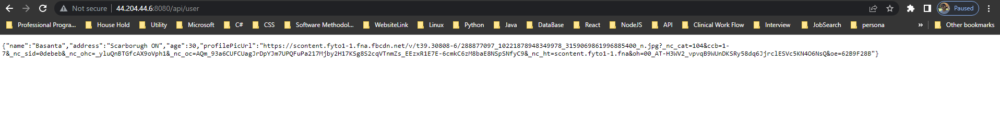 Not secure 44.204.44.6:8080/api/user Paused
Professional Progra... House Hold Utility Microsoft C# CSS Software Methodol... WebsiteLink Linux Python Java DataBase React NodeJS API Clinical Work Flow Interview JobSearch persona » Other bookmarks
{"name":"Basanta","address":"Scarborugh ON","age":30,"profilePicUrl":"https://scontent.fyto1-1.fna.fbcdn.net/v/t39.30808-6/288877097_10221878948349978_3159069861996885400_n.jpg?_nc_cat=104&ccb=1-
7&_nc_sid=0debeb&_nc_ohc=_yluQnBTGfcAX9oVph1&_nc_oc=AQm_93a6CUFCUagJrDpYJm7UPQFuPa217Mjby2H17KSg8S2cqVTnmZs_EEzxR1E7E-6cmkC6zM8baE8NSpSNfyC9&_nc_ht=scontent.fyto1-1.fna&oh=00_AT-H3WV2_vpvqB9WUnDKSRy58dq6JjrclESVc5KN4O6NsQ&oe=62B9F28B"}